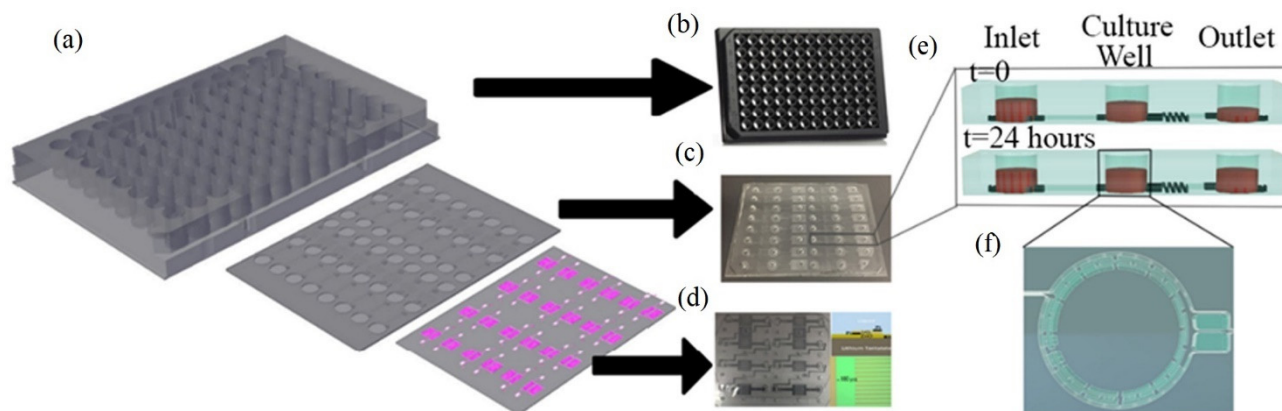 (a)
(b)
(c)
(d)
(e)
Inlet
Culture
Well
Outlet
t=0
t=24 hours
(f)